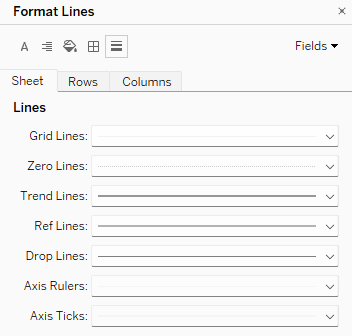 Format Lines
A
Fields
Sheet Rows Columns
Lines
Grid Lines:
Zero Lines:
Trend Lines:
Ref Lines:
Drop Lines:
Axis Rulers:
Axis Ticks: